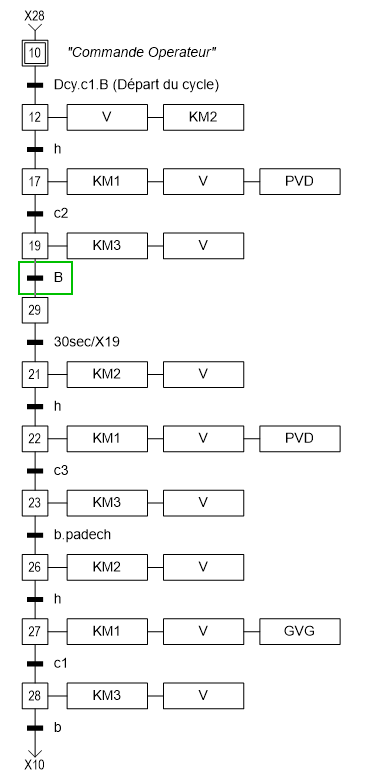 X28
10 "Commande Operateur"
Dcy.c1.B (Départ du cycle)
12 V KM2
h
17 KM1 V PVD
c2
19 KM3 V
B
29
30sec/X19
21 KM2 V
h
22 KM1 V PVD
c3
23 KM3 V
b.padech
26 KM2 V
h
27 KM1 V GVG
c1
28 KM3 V
b
X10